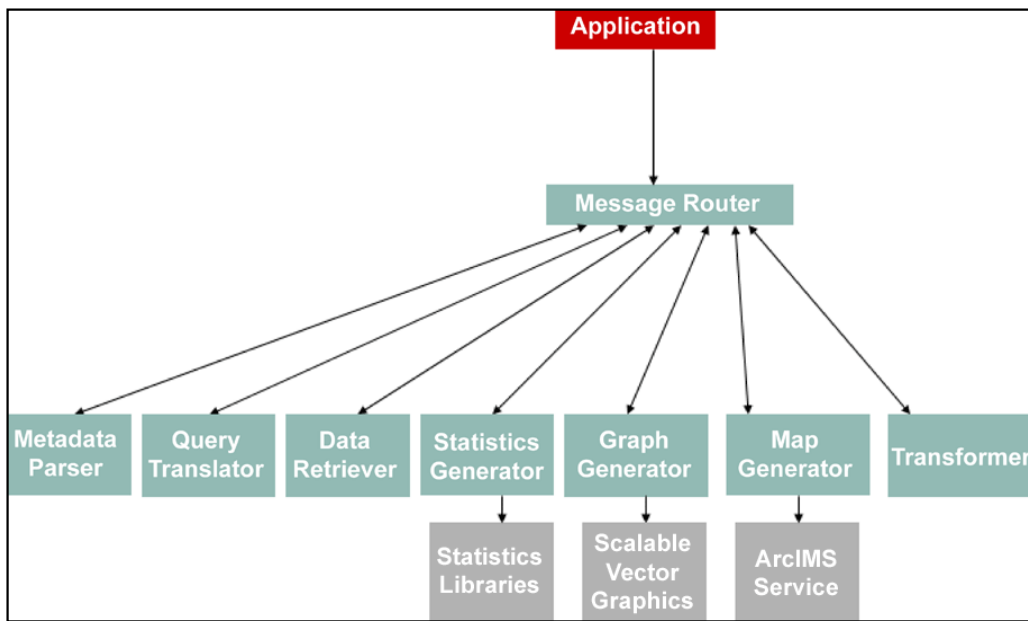 Application
Message Router
Metadata
Parser
Query
Translator
Data
Retriever
Statistics
Generator
Graph
Generator
Map
Generator
Transformer
Statistics
Libraries
Scalable
Vector
Graphics
ArcIMS
Service